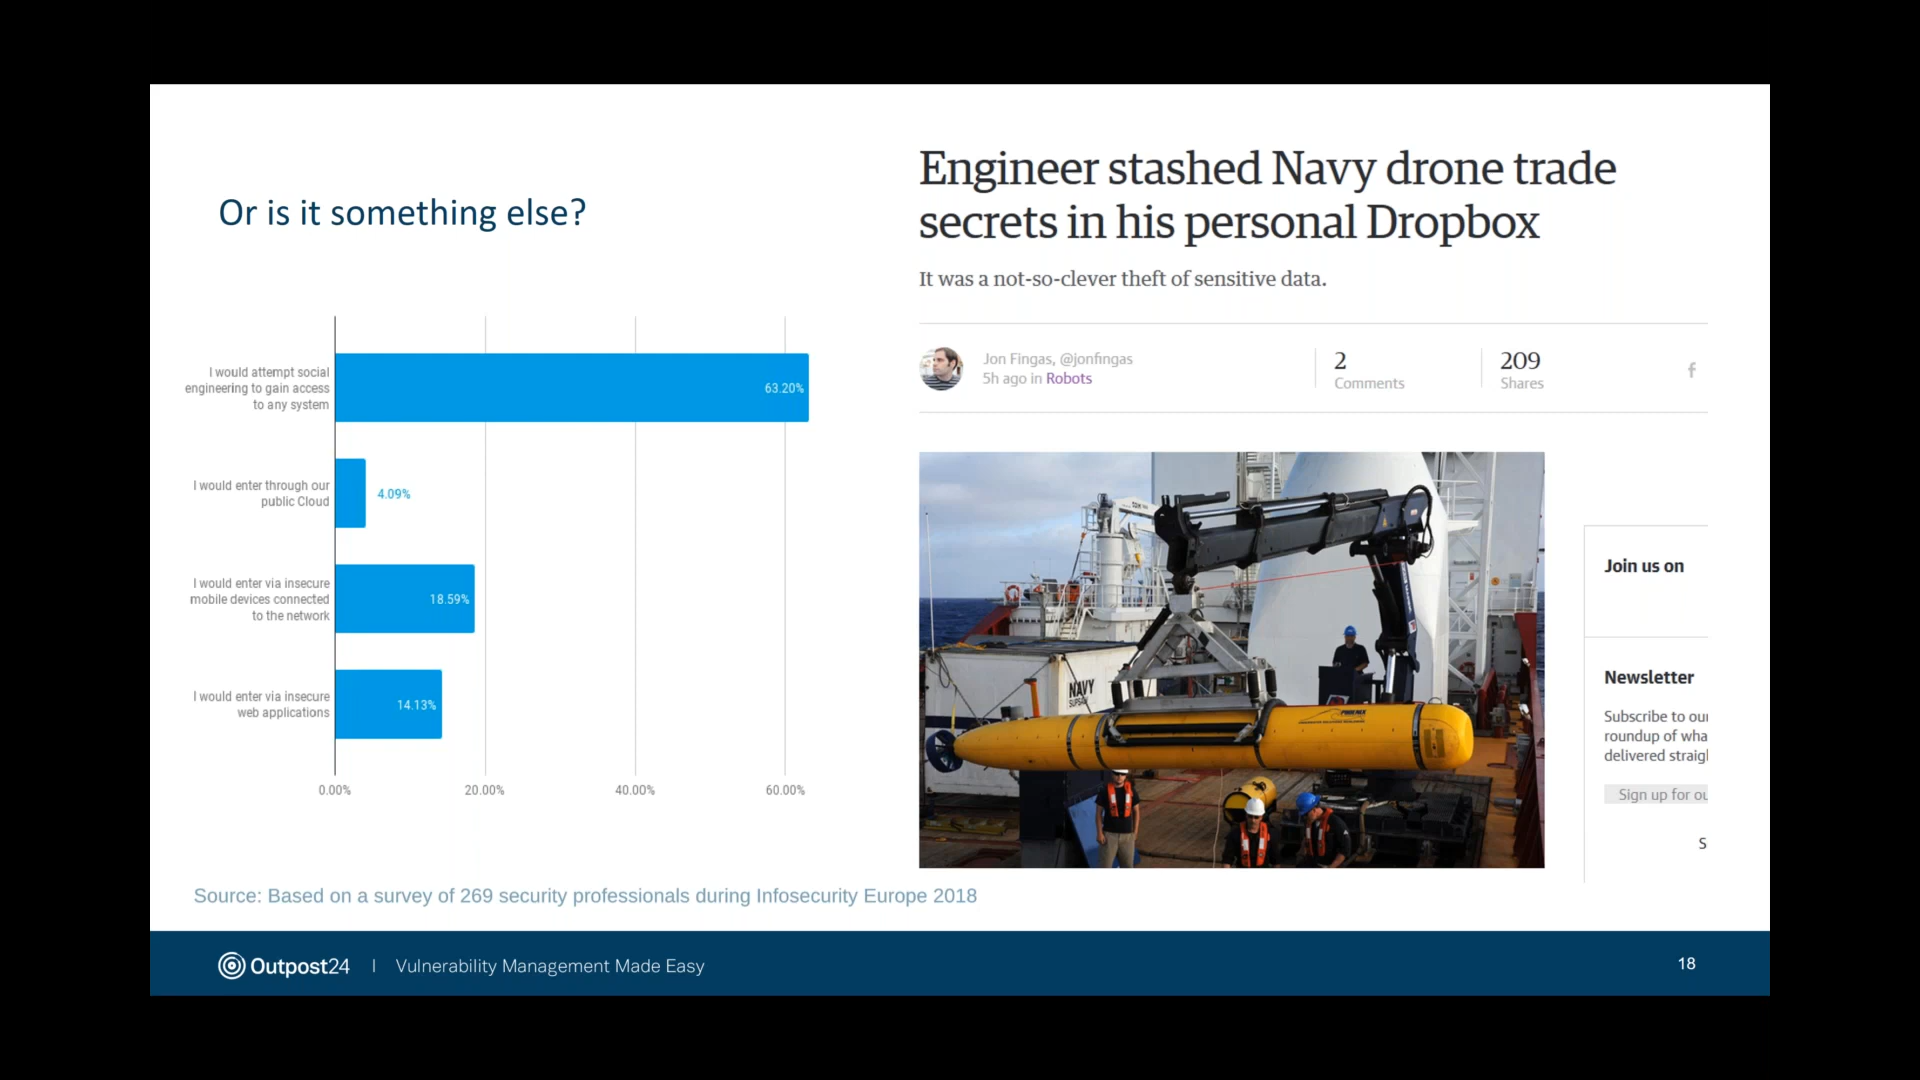 Or is it something else?
I would attempt social
engineering to gain access
to any system
63.20%
I would enter through our
public Cloud
4.09%
I would enter via insecure
mobile devices connected
to the network
18.59%
I would enter via insecure
web applications
14.13%
0.00%
20.00%
40.00%
60.00%
Source: Based on a survey of 269 security professionals during Infosecurity Europe 2018
Engineer stashed Navy drone trade
secrets in his personal Dropbox
It was a not-so-clever theft of sensitive data.
Jon Fingas, @jonfingas
5h ago in Robots
2
Comments
209
Shares
NAVY
PHOENIX
Join us on
Newsletter
Subscribe to our
roundup of wha
delivered straigh
Sign up for ou
S
Outpost24 | Vulnerability Management Made Easy
18